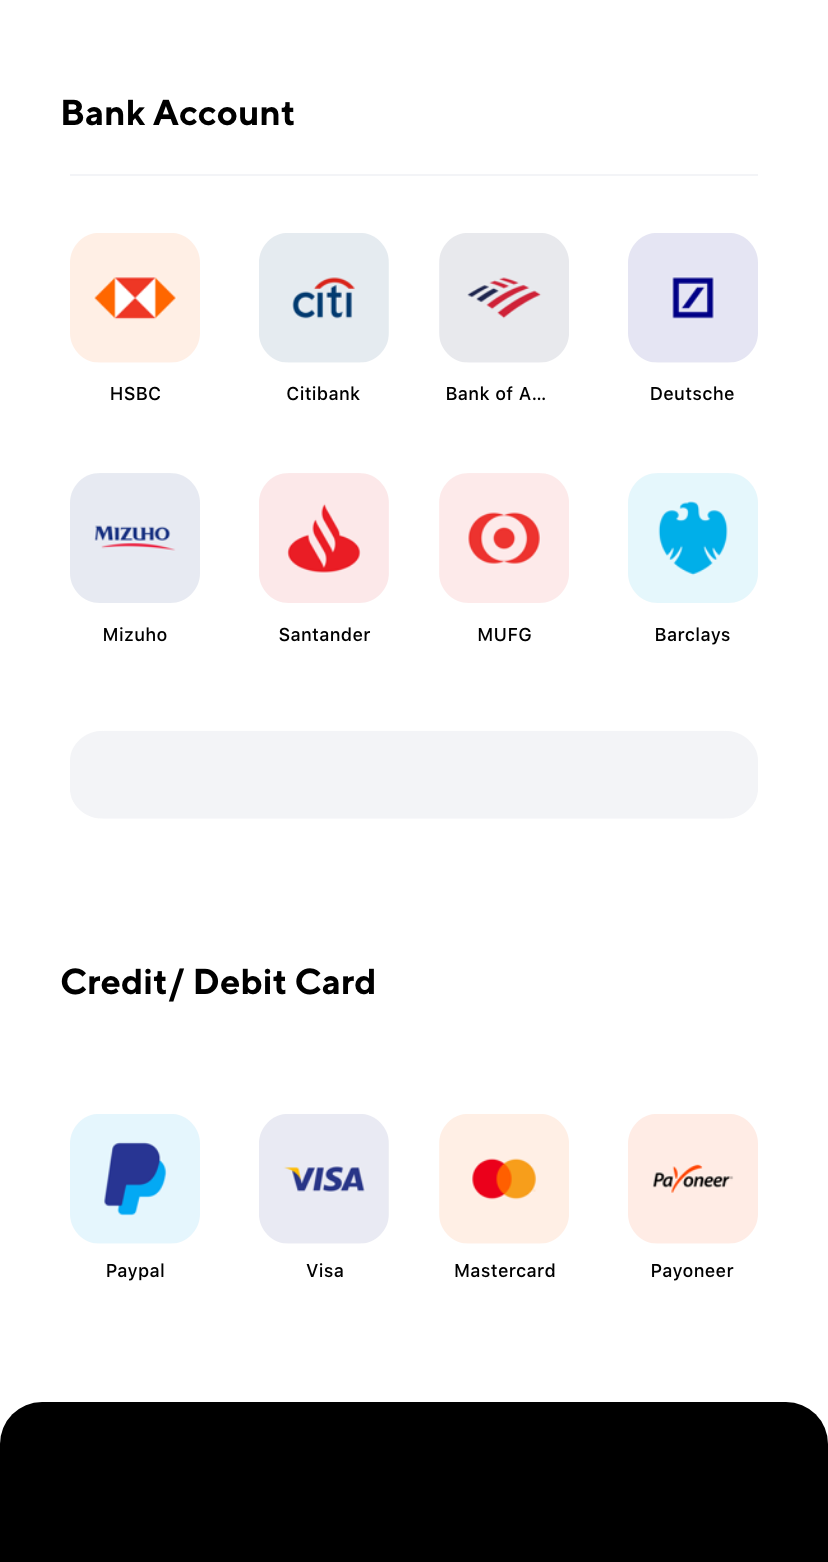 Bank Account
citi
HSBC Citibank Bank of A... Deutsche
MIZUHO
Mizuho Santander MUFG Barclays
Credit/ Debit Card
VISA Payoneer
Paypal Visa Mastercard Payoneer